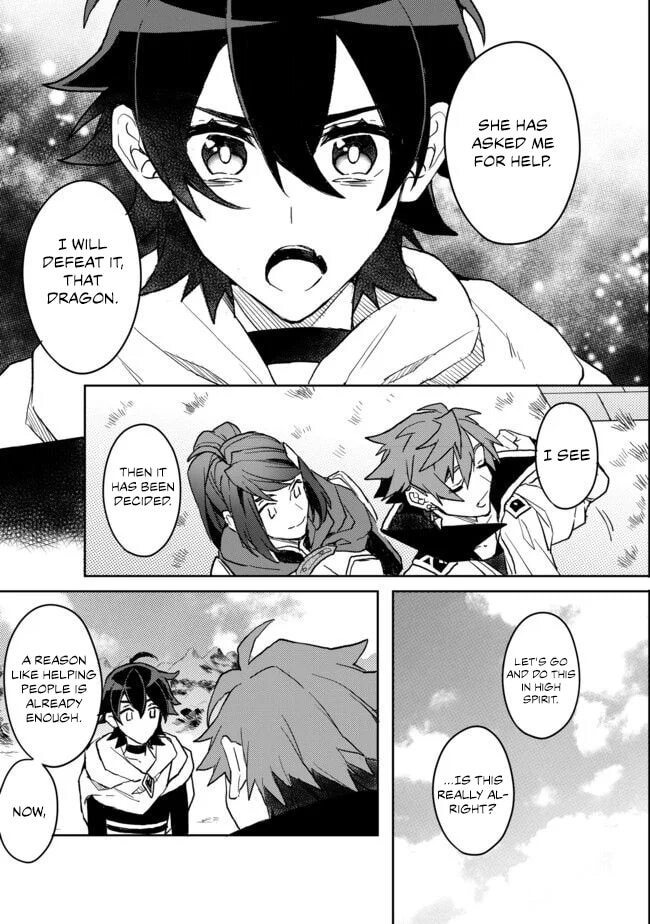 SHE HAS
ASKED ME
FOR HELP.
I WILL
DEFEAT IT,
THAT
DRAGON.
I SEE
THEN IT
HAS BEEN
DECIDED.
LET'S GO
AND DO THIS
IN HIGH
SPIRIT.
...IS THIS
REALLY AL-
RIGHT?
A REASON
LIKE HELPING
PEOPLE IS
ALREADY
ENOUGH.
NOW,